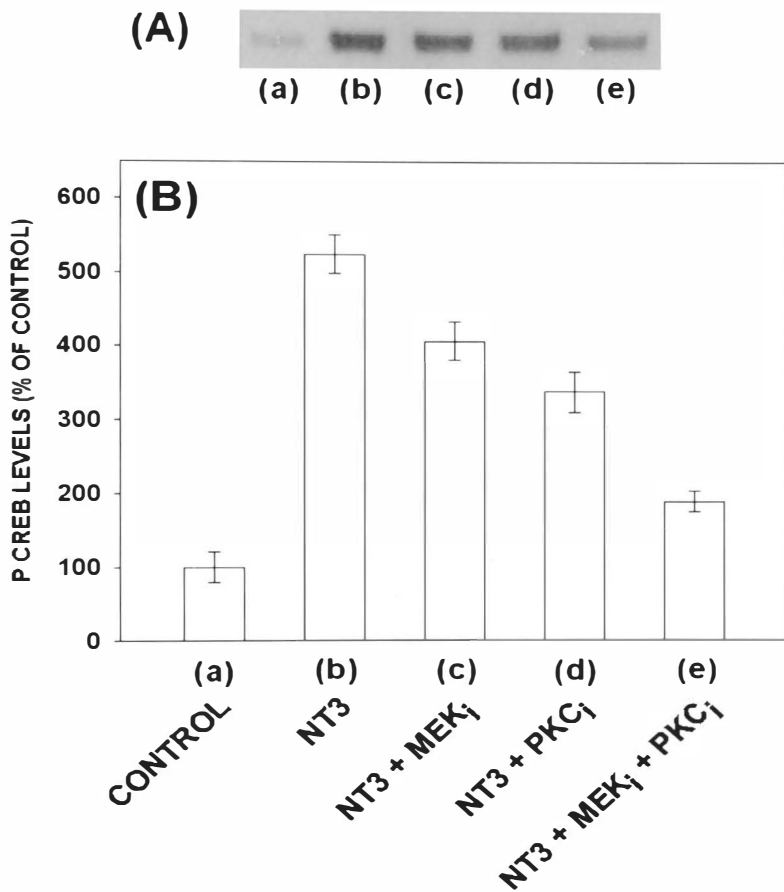 (A)
(a) (b) (c) (d) (e)
(B)
P CREB LEVELS (% OF CONTROL)
600
500
400
300
200
100
0
(a) (b) (c) (d) (e)
CONTROL
NT3
NT3 + MEKi
NT3 + PKCi
NT3 + MEKi + PKCi